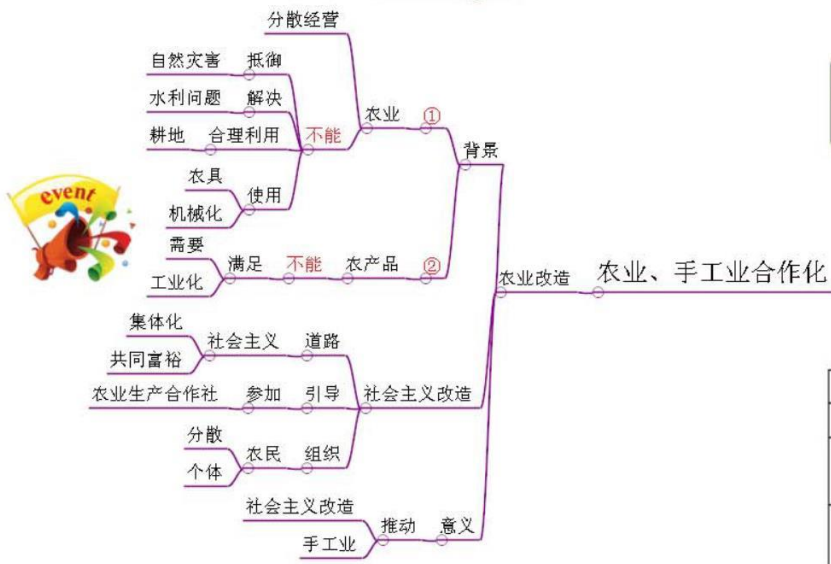 分散经营
自然灾害 抵御
水利问题 解决
耕地 合理利用 不能 农业 ①
背景
农具
使用
机械化
event
需要
满足 不能 农产品 ②
工业化
农业改造 农业、手工业合作化
集体化
社会主义 道路
共同富裕
农业生产合作社 参加 引导 社会主义改造
分散
农民 组织
个体
社会主义改造
推动 意义
手工业